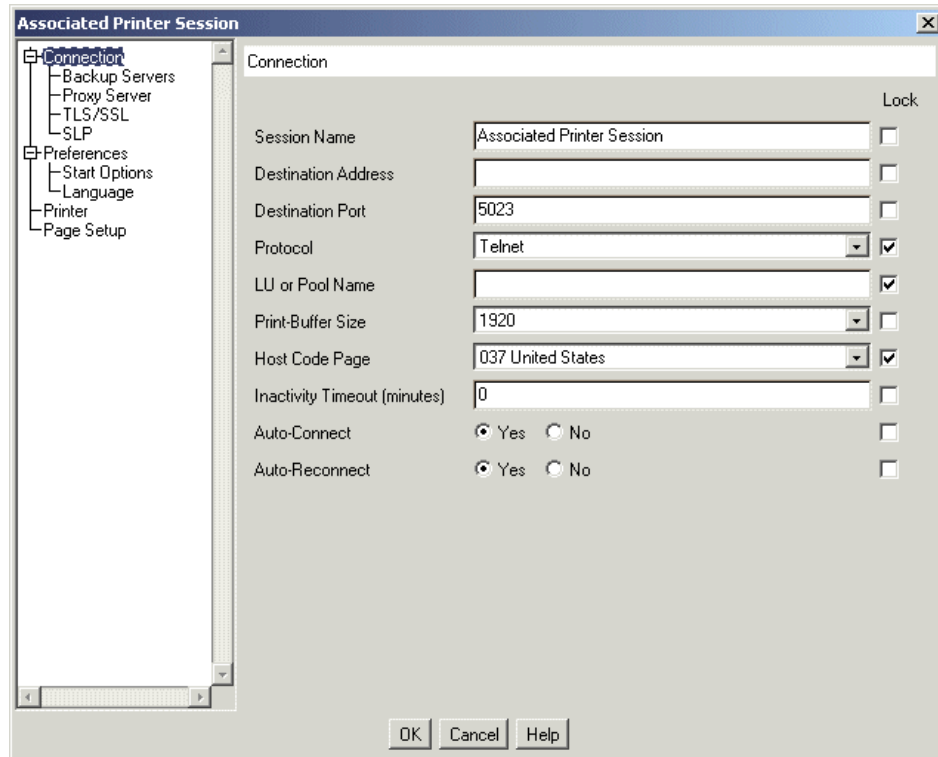 Associated Printer Session
Connection
Backup Servers
Proxy Server
TLS/SSL
SLP
Preferences
Start Options
Language
Printer
Page Setup
Connection
Lock
Session Name Associated Printer Session
Destination Address
Destination Port 5023
Protocol Telnet
LU or Pool Name
Print-Buffer Size 1920
Host Code Page 037 United States
Inactivity Timeout (minutes) 0
Auto-Connect Yes No
Auto-Reconnect Yes No
OK Cancel Help